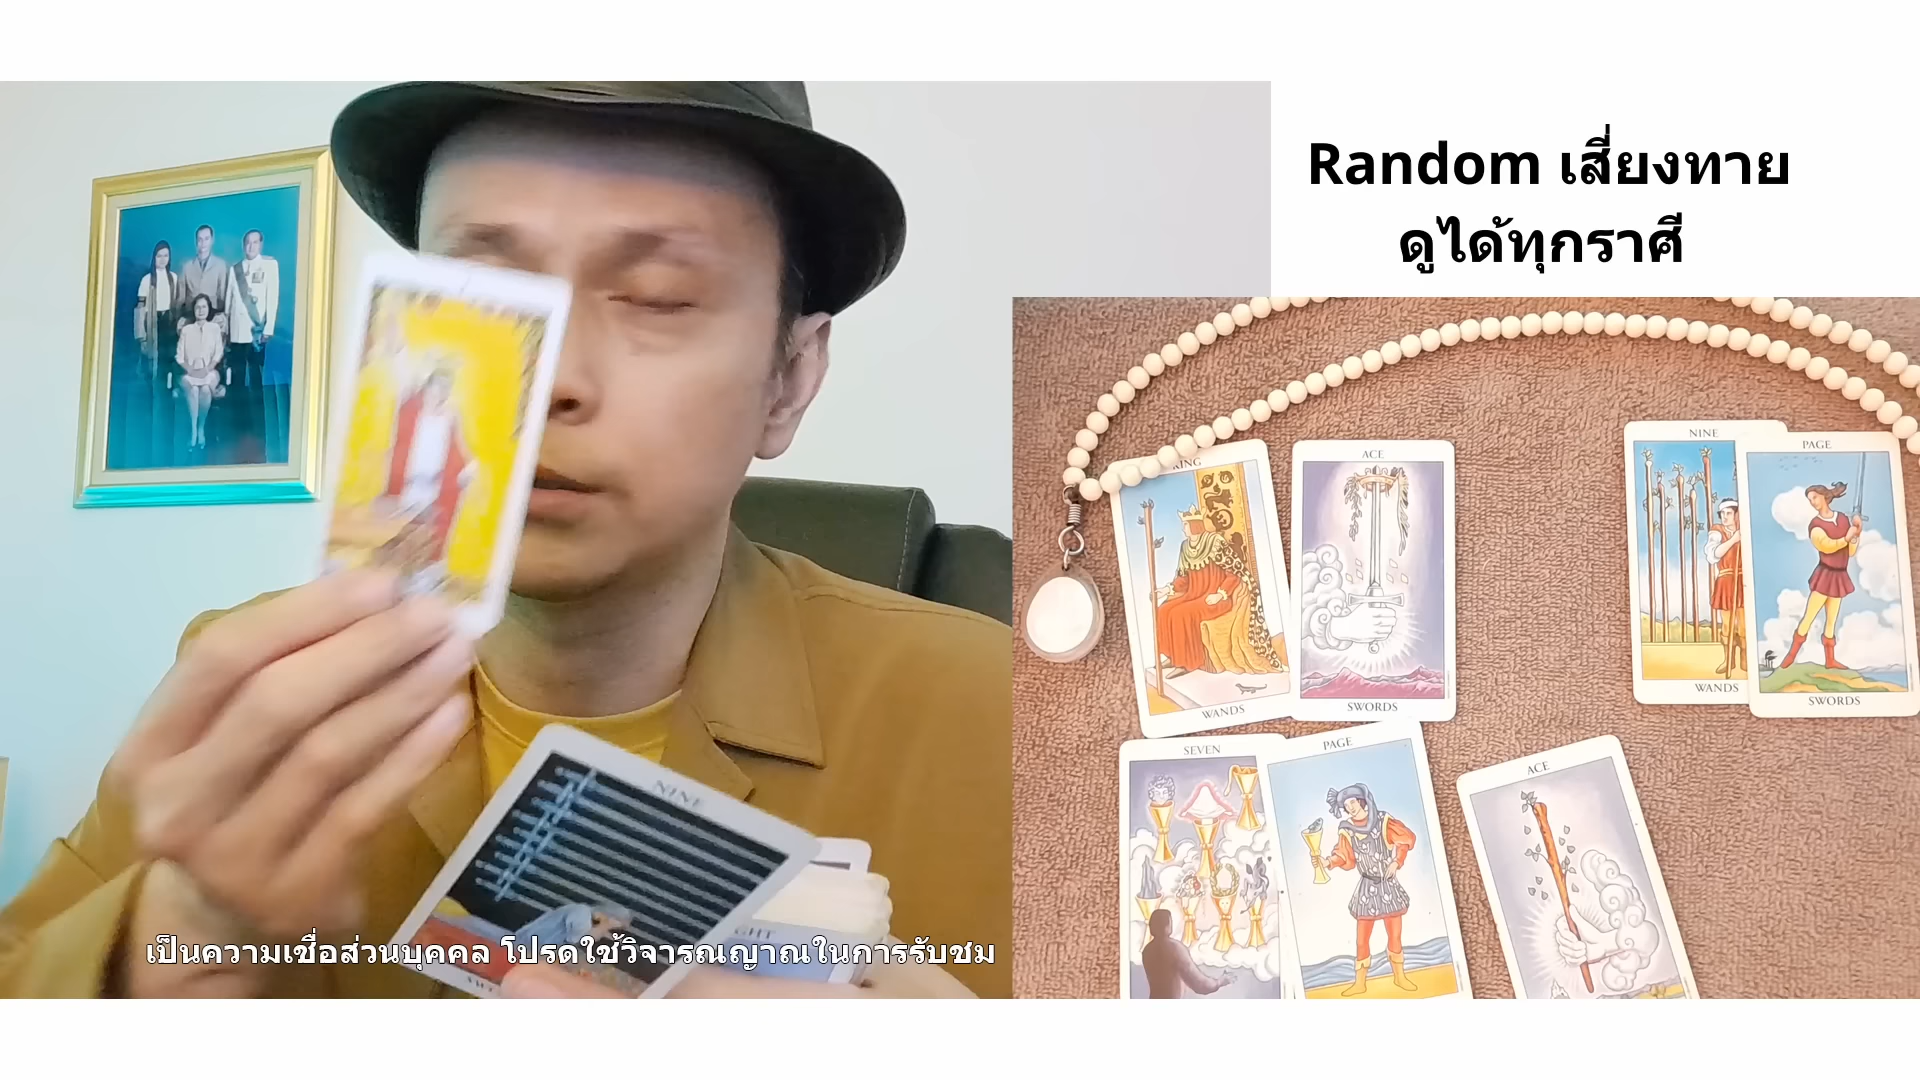 Random เสี่ยงทาย
ดูได้ทุกราศี
KING
ACE
NINE
PAGE
WANDS
SWORDS
WANDS
SWORDS
SEVEN
PAGE
ACE
NINE
เป็นความเชื่อส่วนบุคคล โปรดใช้วิจารณญาณในการรับชม